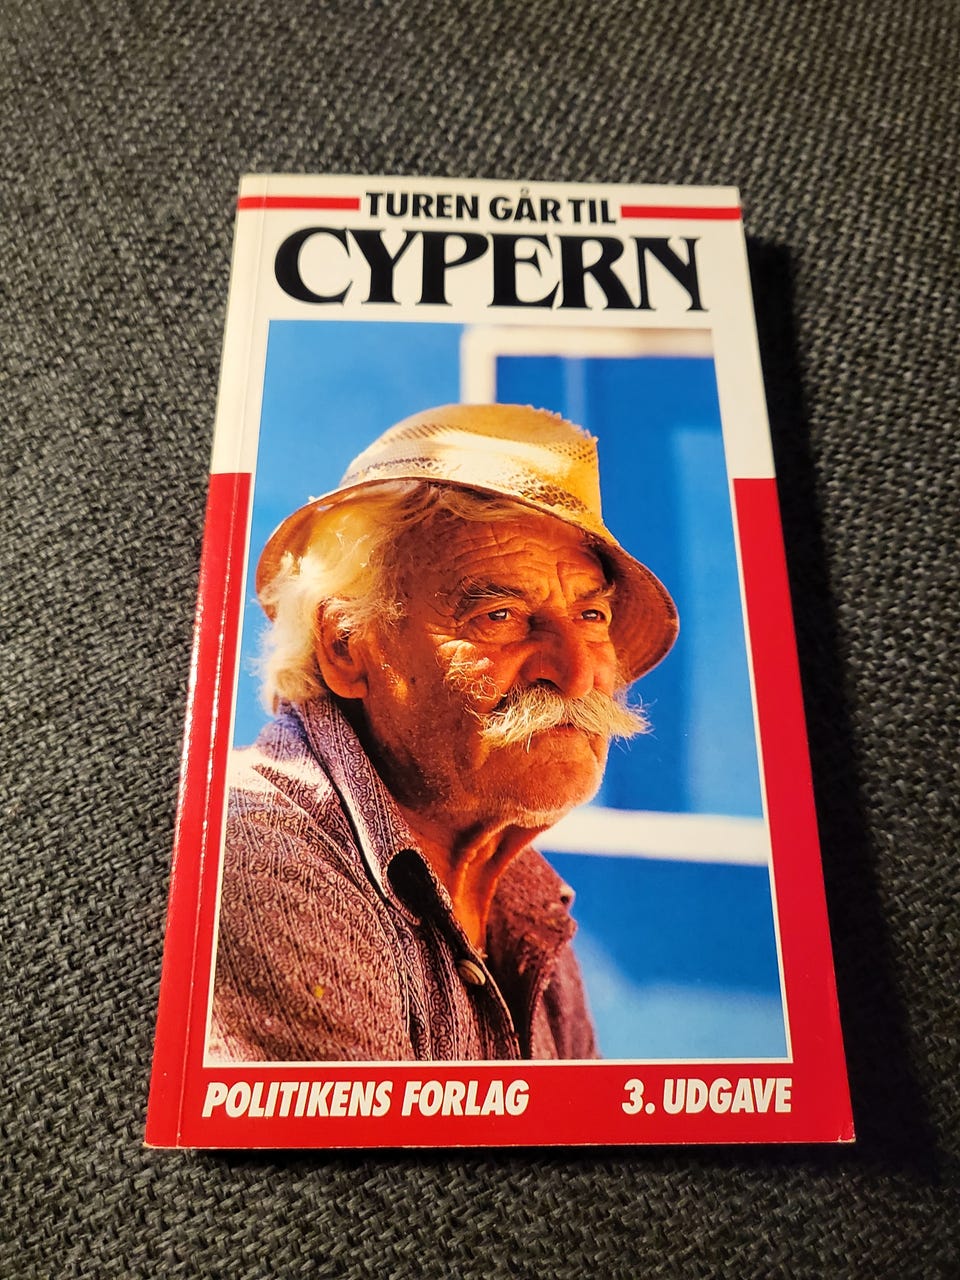 TUREN GÅR TIL
CYPERN
POLITIKENS FORLAG 3. UDGAVE